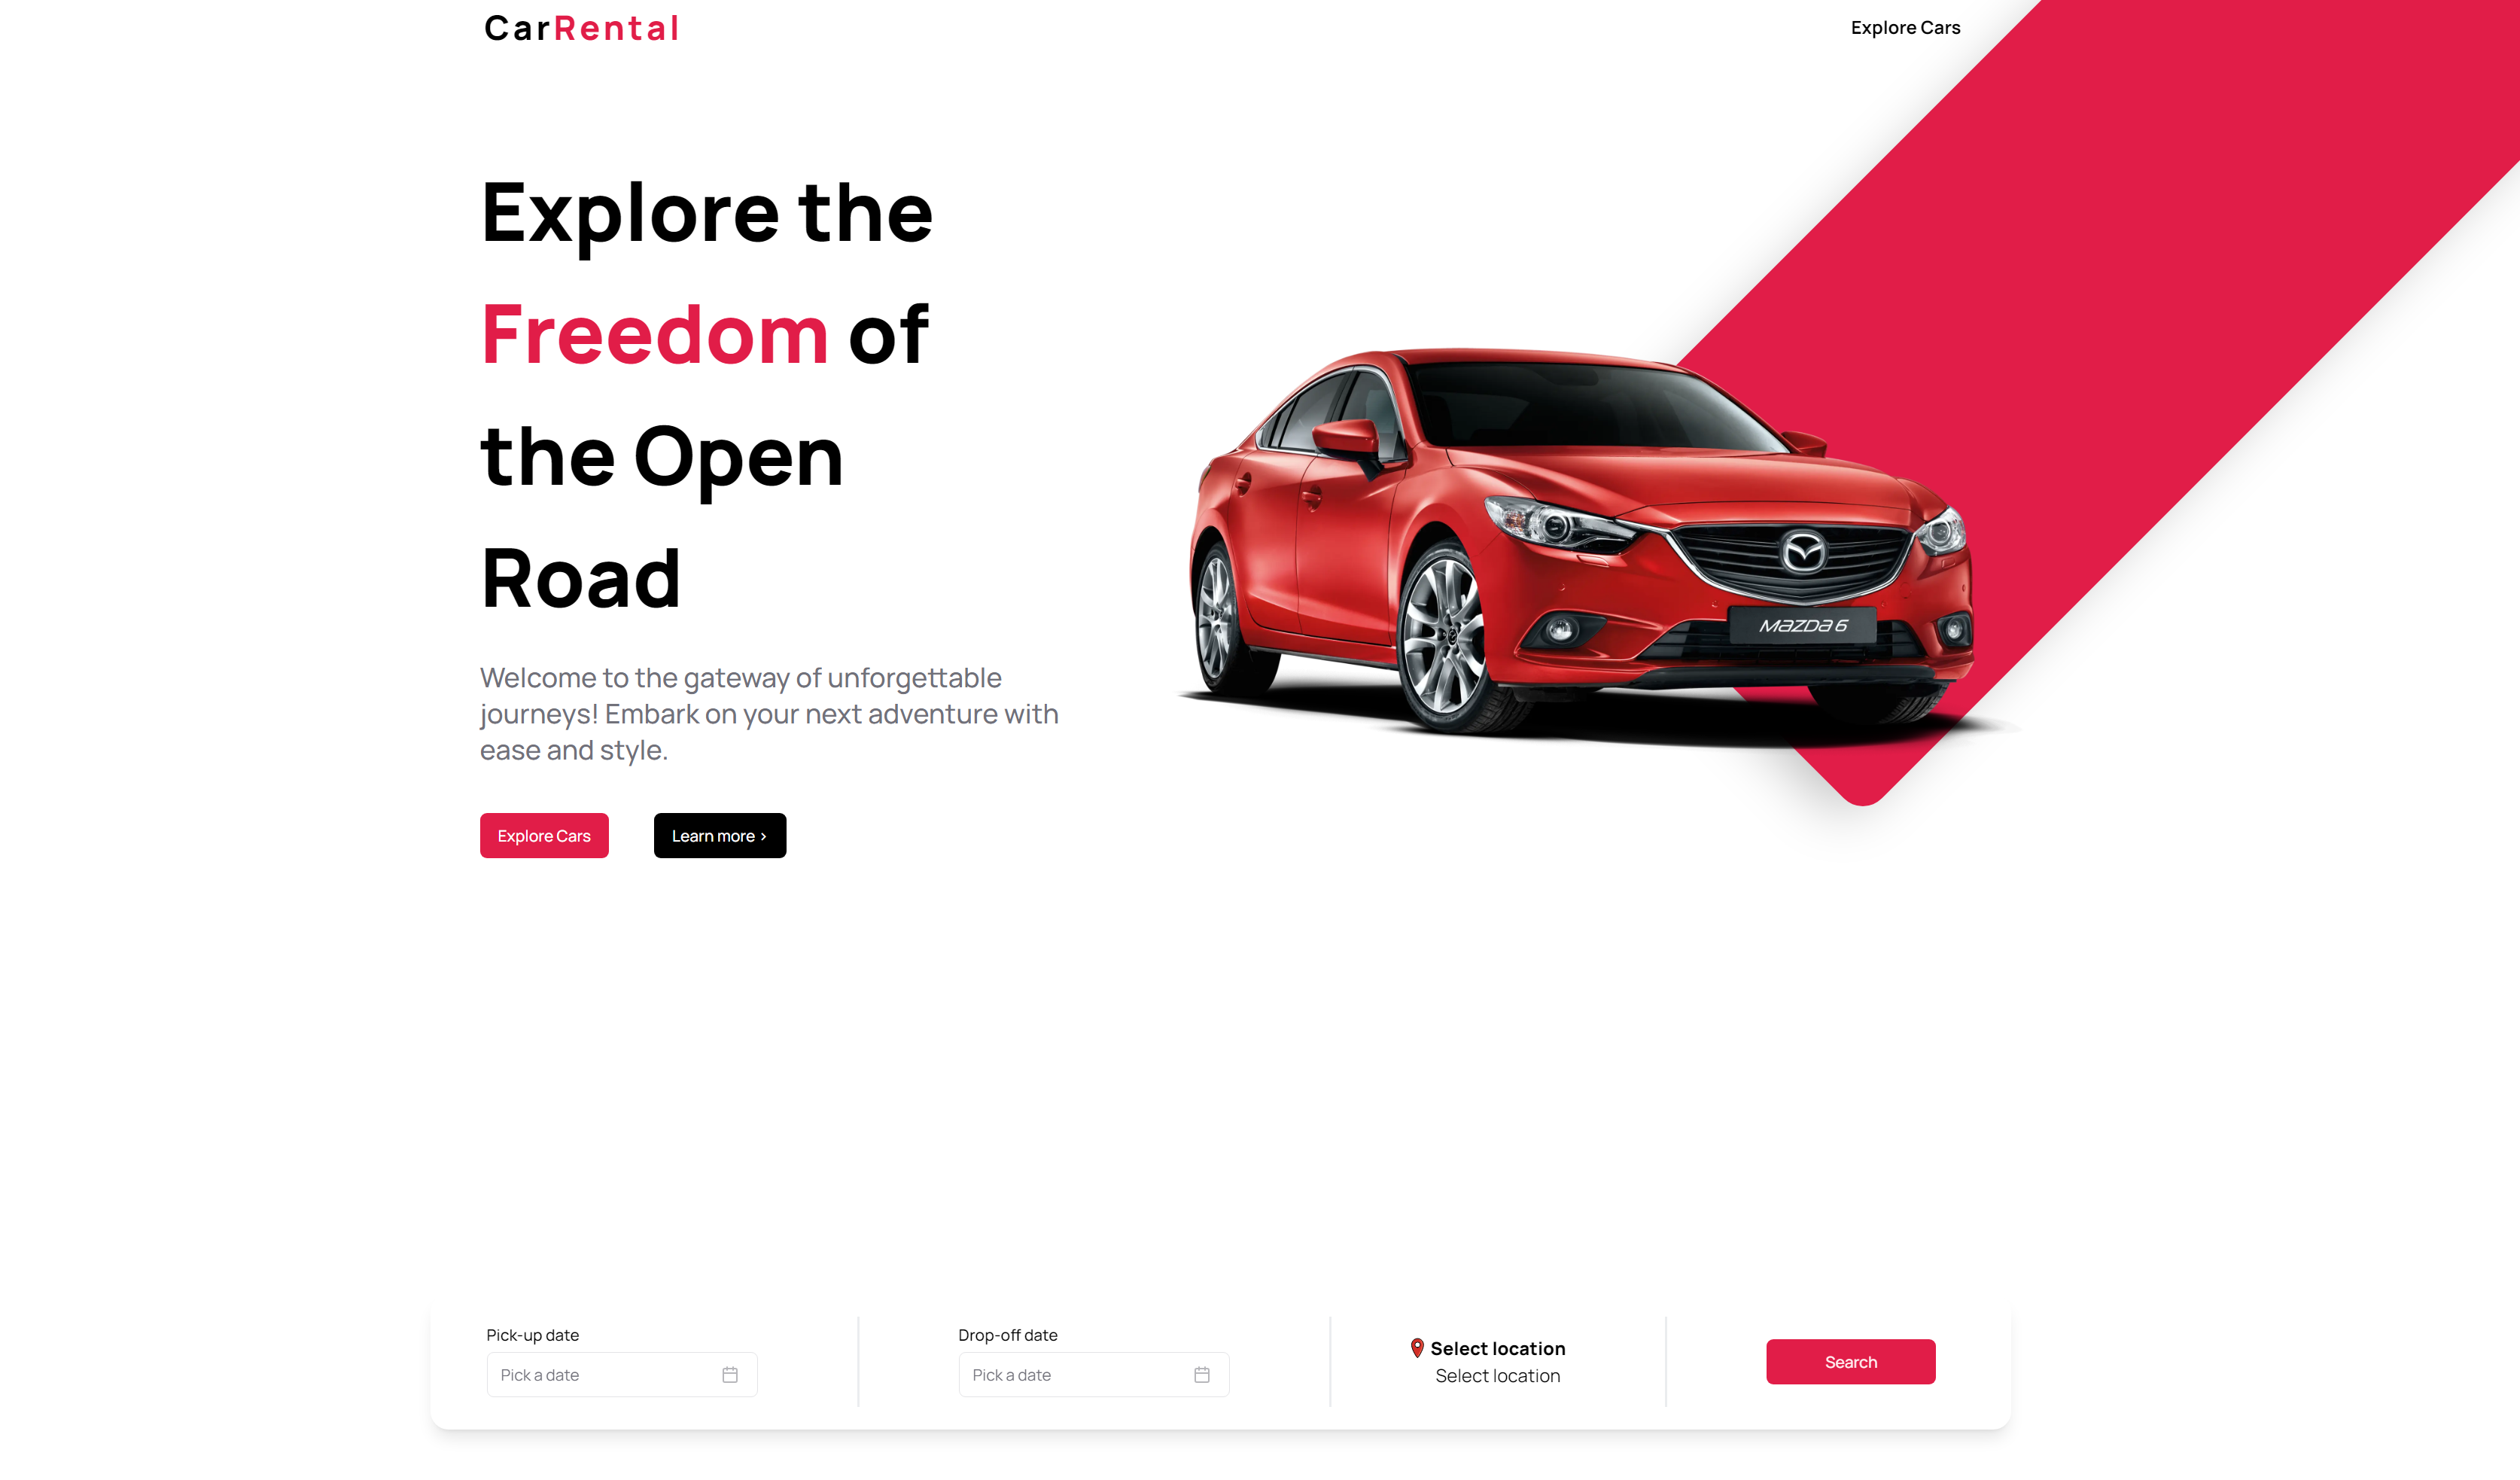 CarRental
Explore Cars
Explore the
Freedom of
the Open
Road
Welcome to the gateway of unforgettable
journeys! Embark on your next adventure with
ease and style.
Explore Cars
Learn more ›
MAZDA 6
Pick-up date
Pick a date
Drop-off date
Pick a date
Select location
Select location
Search